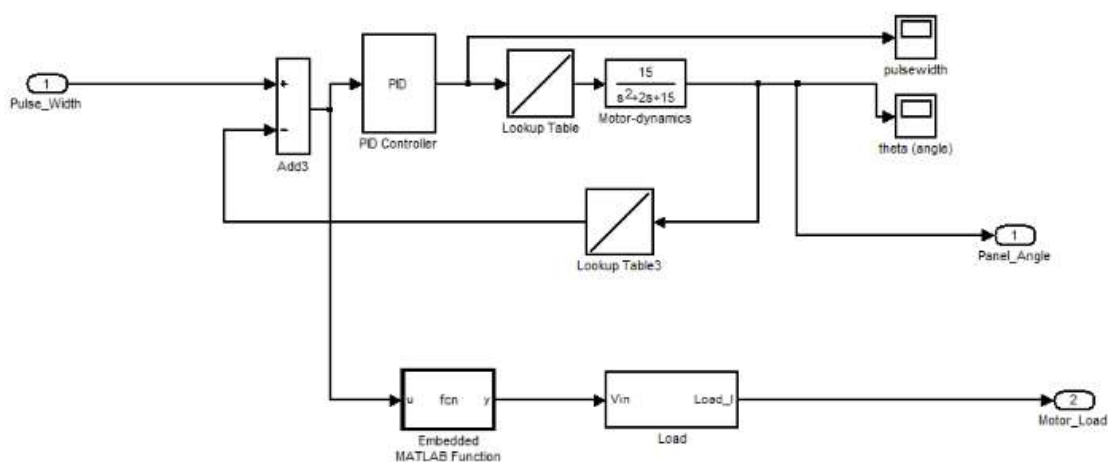 pulsewidth
1
Pulse_Width
+
−
Add3
PID
PID Controller
Lookup Table
15
s²+2s+15
Motor-dynamics
theta (angle)
Lookup Table3
1
Panel_Angle
u fcn y
Embedded
MATLAB Function
Vin Load_I
Load
2
Motor_Load